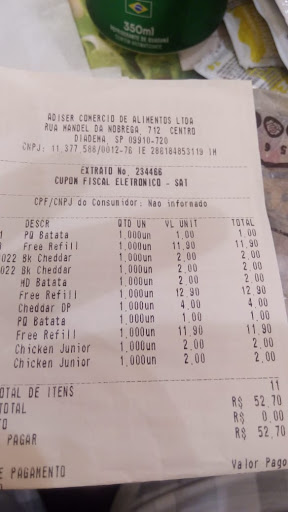 350ml
ADISER COMERCIO DE ALIMENTOS LTDA
RUA MANOEL DA NOBREGA, 712 CENTRO
DIADEMA, SP 09910-720
CNPJ: 11.377.588/0012-76 IE 286184853119 IM
EXTRATO No. 234466
CUPON FISCAL ELETRONICO - SAT
CPF/CNPJ do Consumidor: Nao informado
DESCR QTD UN VL UNIT TOTAL
PQ Batata 1,000un 1,00 1,00
Free Refill 1,000un 11,90 11,90
022 Bk Cheddar 1,000un 2,00 2,00
022 Bk Cheddar 1,000un 2,00 2,00
MD Batata 1,000un 2,00 2,00
Free Refill 1,000un 12,90 12,90
Cheddar DP 1,000un 4,00 4,00
PQ Batata 1,000un 1,00 1,00
Free Refill 1,000un 11,90 11,90
Chicken Junior 1,000un 2,00 2,00
Chicken Junior 1,000un 2,00 2,00
OTAL DE ITENS 11
TOTAL R$ 52,70
TO R$ 0,00
PAGAR R$ 52,70
E PAGAMENTO Valor Pago